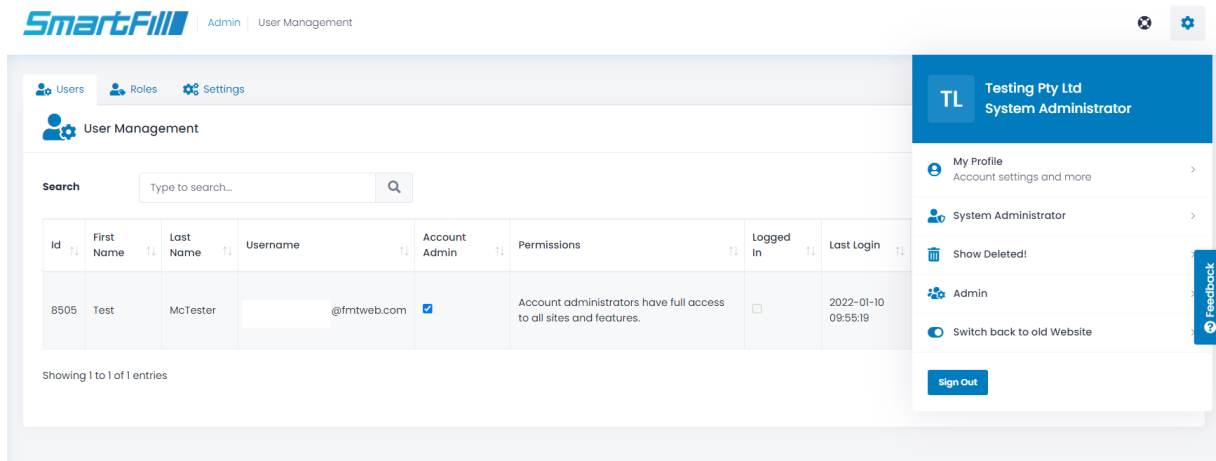 SmartFill Admin User Management
Users Roles Settings
User Management
Search Type to search...
Id First Name Last Name Username Account Admin Permissions Logged In Last Login
8505 Test McTester @fmtweb.com Account administrators have full access to all sites and features. 2022-01-10 09:55:19
Showing 1 to 1 of 1 entries
TL
Testing Pty Ltd
System Administrator
My Profile
Account settings and more
System Administrator
Show Deleted!
Admin
Switch back to old Website
Sign Out
Feedback